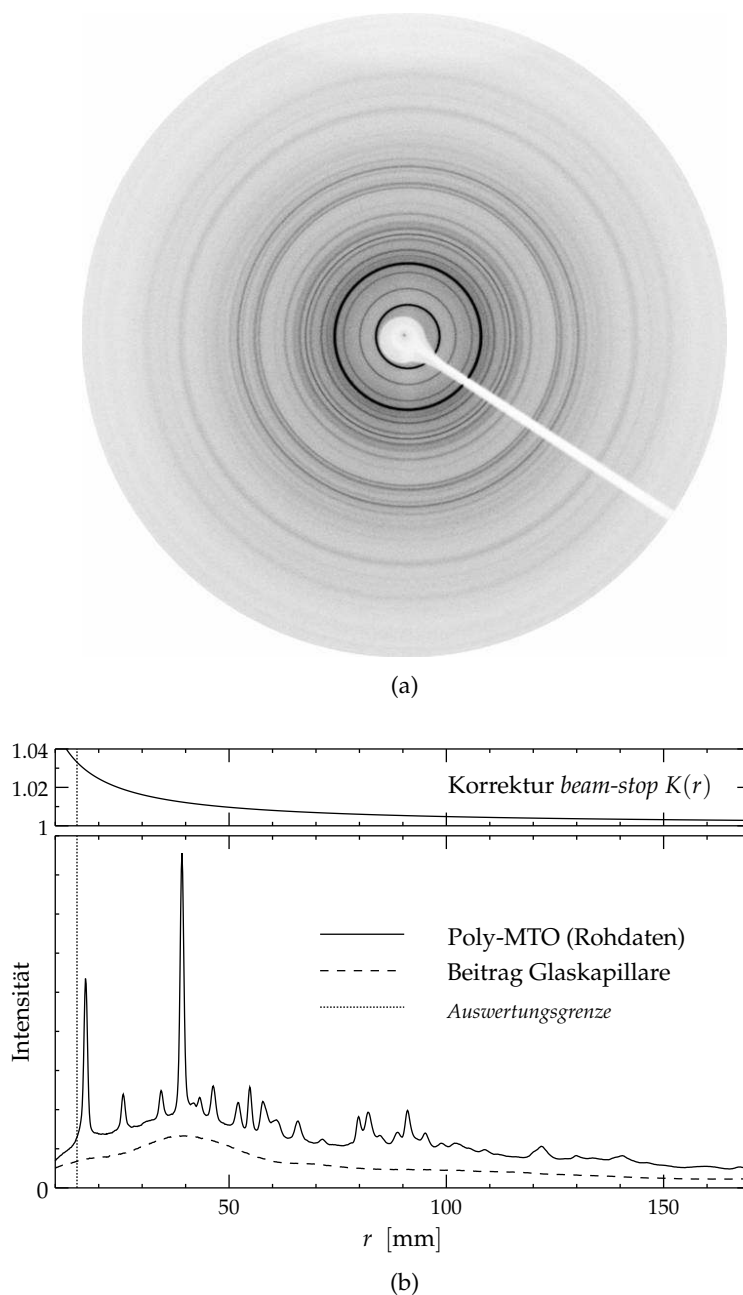 (a)
1.04
1.02
1
Korrektur beam-stop K(r)
Intensität
Poly-MTO (Rohdaten)
Beitrag Glaskapillare
Auswertungsgrenze
0
50
100
150
r [mm]
(b)